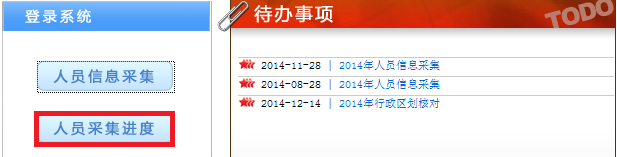 登录系统
人员信息采集
人员采集进度
待办事项
TODO
2014-11-28 | 2014年人员信息采集
2014-08-28 | 2014年人员信息采集
2014-12-14 | 2014年行政区划核对